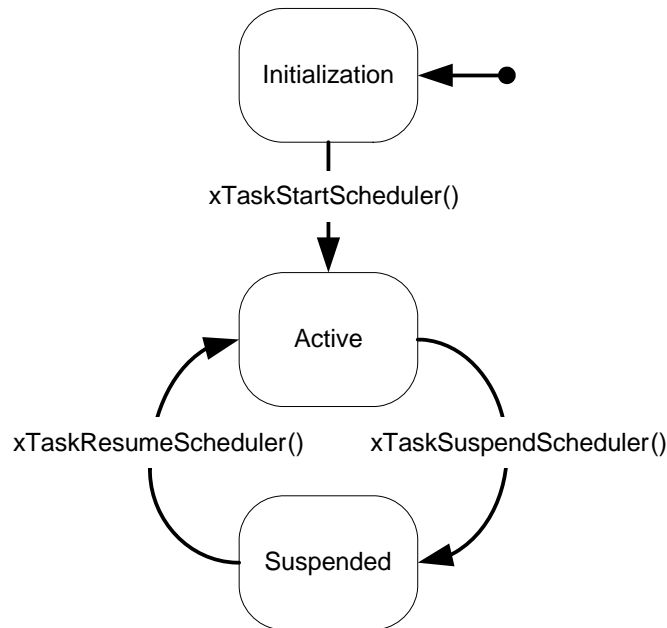 Initialization
xTaskStartScheduler()
Active
xTaskResumeScheduler()
xTaskSuspendScheduler()
Suspended